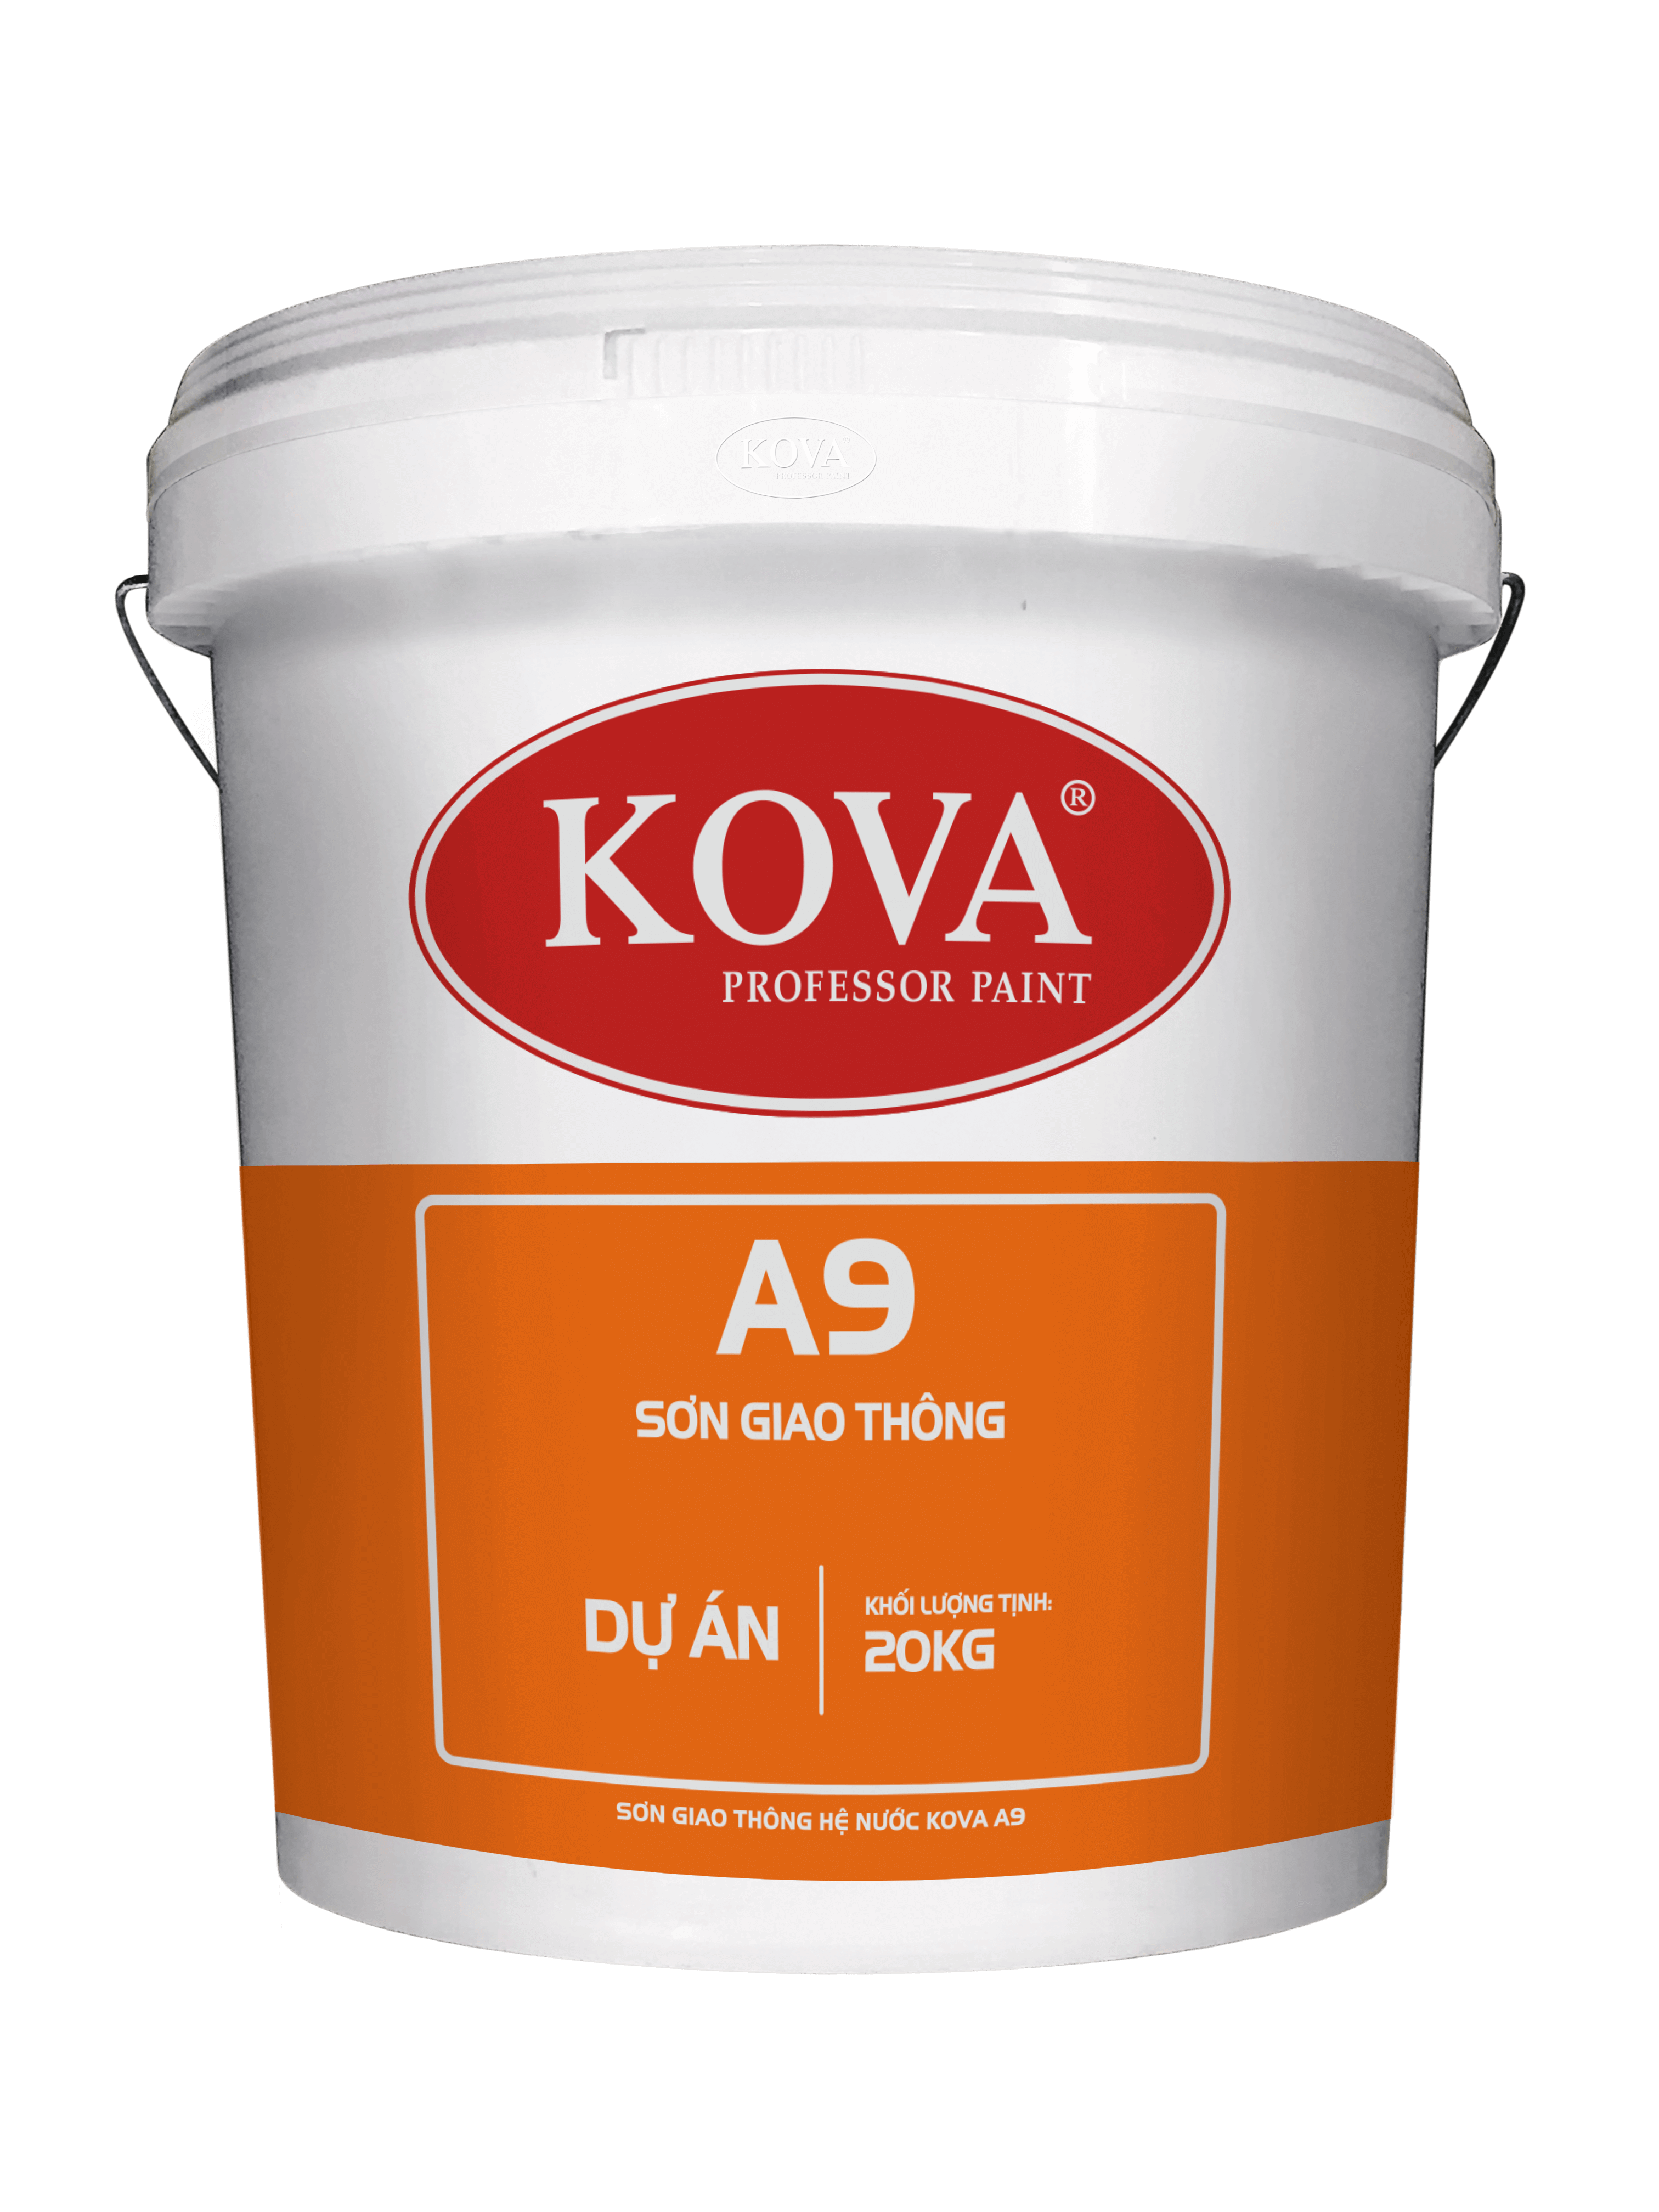 KOVA
PROFESSOR PAINT
KOVA®
PROFESSOR PAINT
A9
SƠN GIAO THÔNG
DỰ ÁN
KHỐI LƯỢNG TỊNH:
20KG
SƠN GIAO THÔNG HỆ NƯỚC KOVA A9